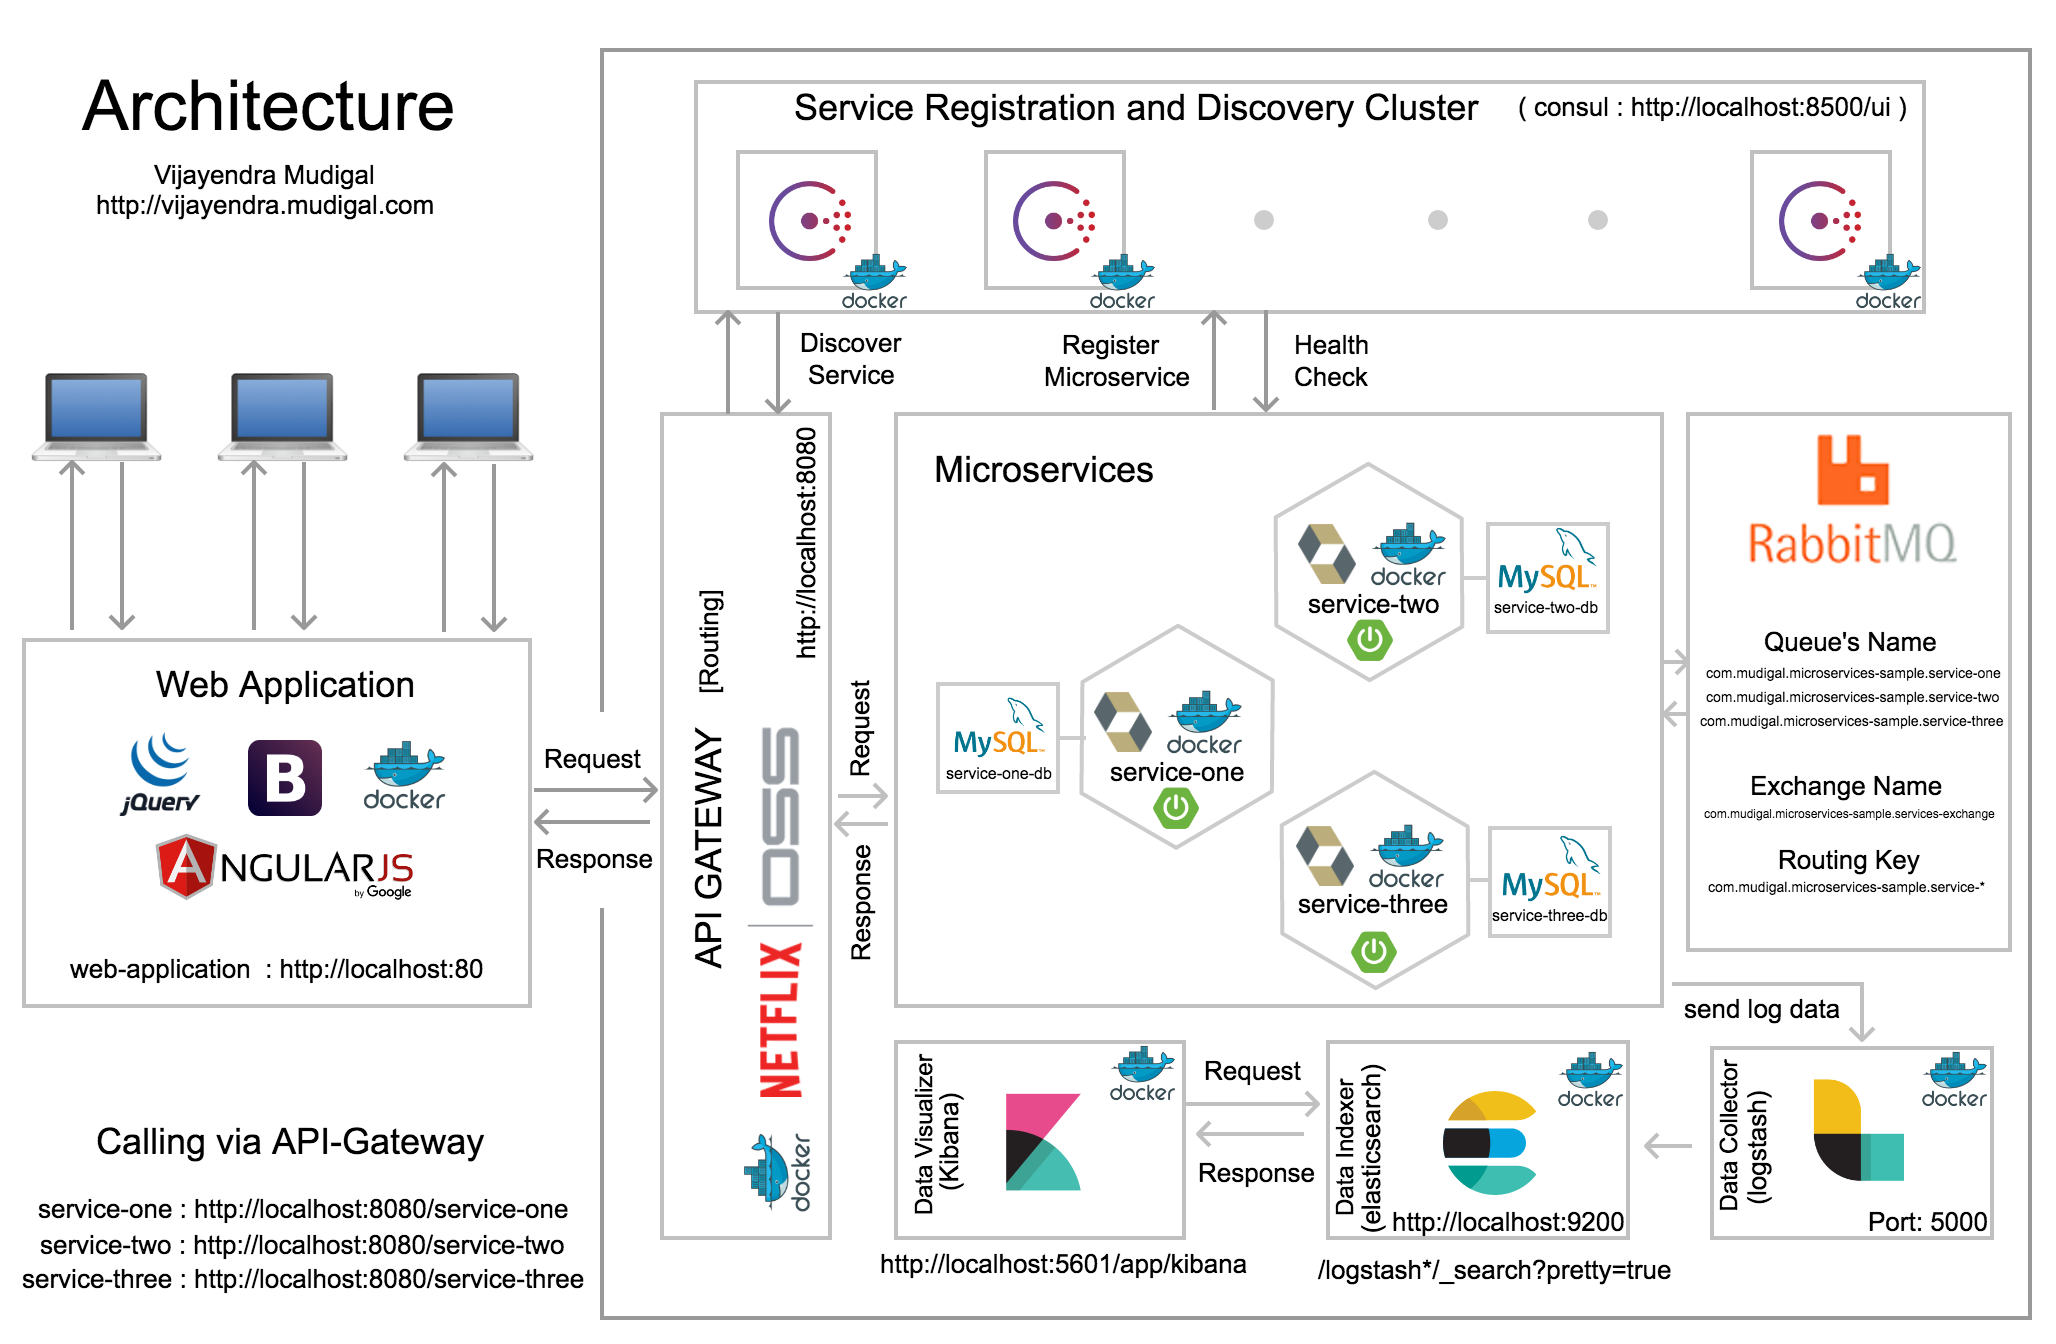 Architecture
Vijayendra Mudigal
http://vijayendra.mudigal.com
Service Registration and Discovery Cluster ( consul : http://localhost:8500/ui )
docker
docker
docker
Discover
Service
Register
Microservice
Health
Check
Web Application
jQuery
B
docker
ANGULARJS
by Google
web-application : http://localhost:80
Request
Response
API GATEWAY [Routing]
http://localhost:8080
NETFLIX | OSS
docker
Request
Response
Microservices
docker
service-two
MySQL™
service-two-db
MySQL™
service-one-db
docker
service-one
docker
service-three
MySQL™
service-three-db
RabbitMQ
Queue's Name
com.mudigal.microservices-sample.service-one
com.mudigal.microservices-sample.service-two
com.mudigal.microservices-sample.service-three
Exchange Name
com.mudigal.microservices-sample.services-exchange
Routing Key
com.mudigal.microservices-sample.service-*
send log data
Data Visualizer
(Kibana)
docker
http://localhost:5601/app/kibana
Request
Response
Data Indexer
(elasticsearch)
docker
http://localhost:9200
/logstash*/_search?pretty=true
Data Collector
(logstash)
docker
Port: 5000
Calling via API-Gateway
service-one : http://localhost:8080/service-one
service-two : http://localhost:8080/service-two
service-three : http://localhost:8080/service-three